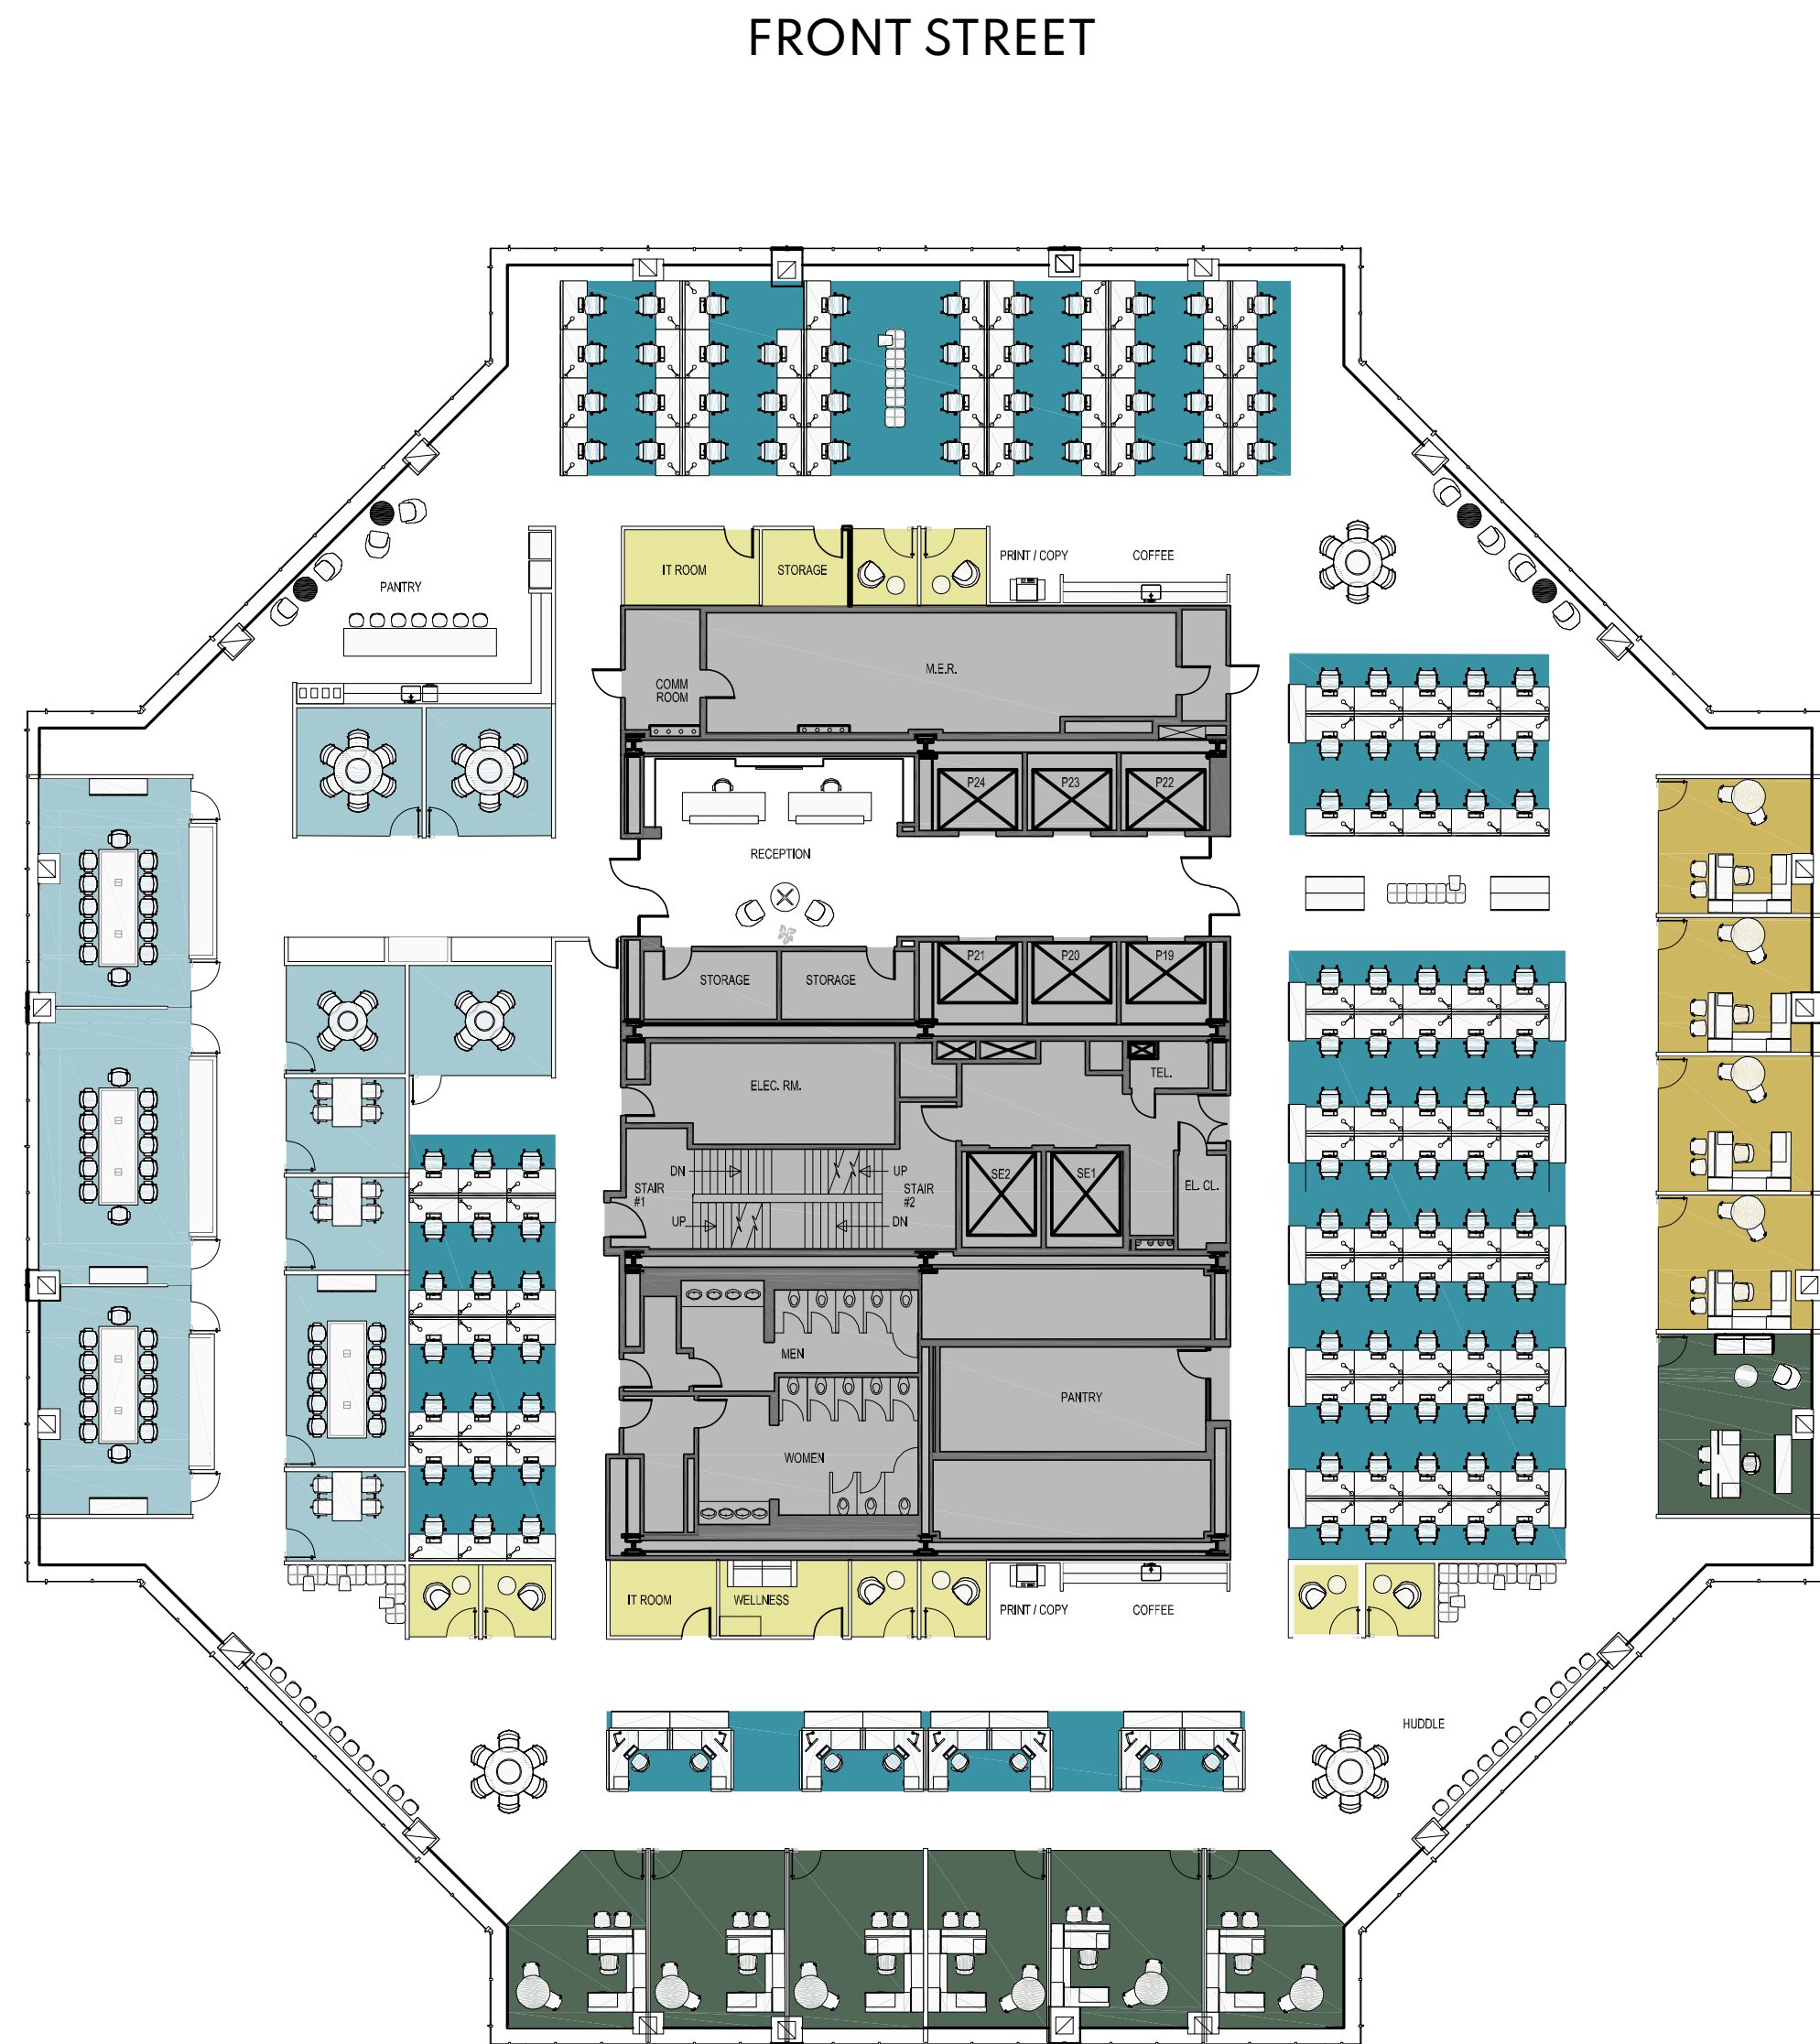 FRONT STREET
PRINT / COPY
COFFEE
IT ROOM
STORAGE
PANTRY
M.E.R.
COMM
ROOM
P24
P23
P22
RECEPTION
P21
P20
P19
STORAGE
STORAGE
TEL.
ELEC. RM.
DN
UP
SE2
SE1
STAIR
#1
STAIR
#2
EL. CL.
UP
DN
MEN
PANTRY
WOMEN
IT ROOM
WELLNESS
PRINT / COPY
COFFEE
HUDDLE